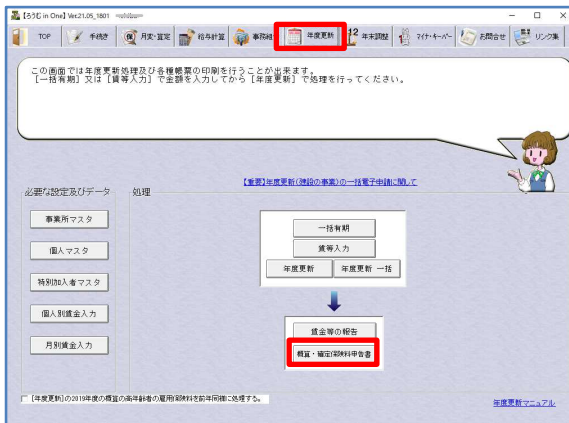 【ろうむ in One】 Ver.21.05_1801
TOP 手続き 月変・算定 給与計算 事務組合 年度更新 年末調整 マイナンバー お問合せ リンク集
この画面では年度更新処理及び各種帳票の印刷を行うことが出来ます。
[一括有期]又は[賃等入力]で金額を入力してから[年度更新]で処理を行ってください。
【重要】年度更新(建設の事業)の一括電子申請に関して
必要な設定及びデータ 処理
事業所マスタ
個人マスタ
特別加入者マスタ
個人別賃金入力
月別賃金入力
一括有期
賃等入力
年度更新 年度更新 一括
賃金等の報告
概算・確定保険料申告書
[年度更新]の2019年度の概算の高年齢者の雇用保険料を前年同様に処理する。
年度更新マニュアル